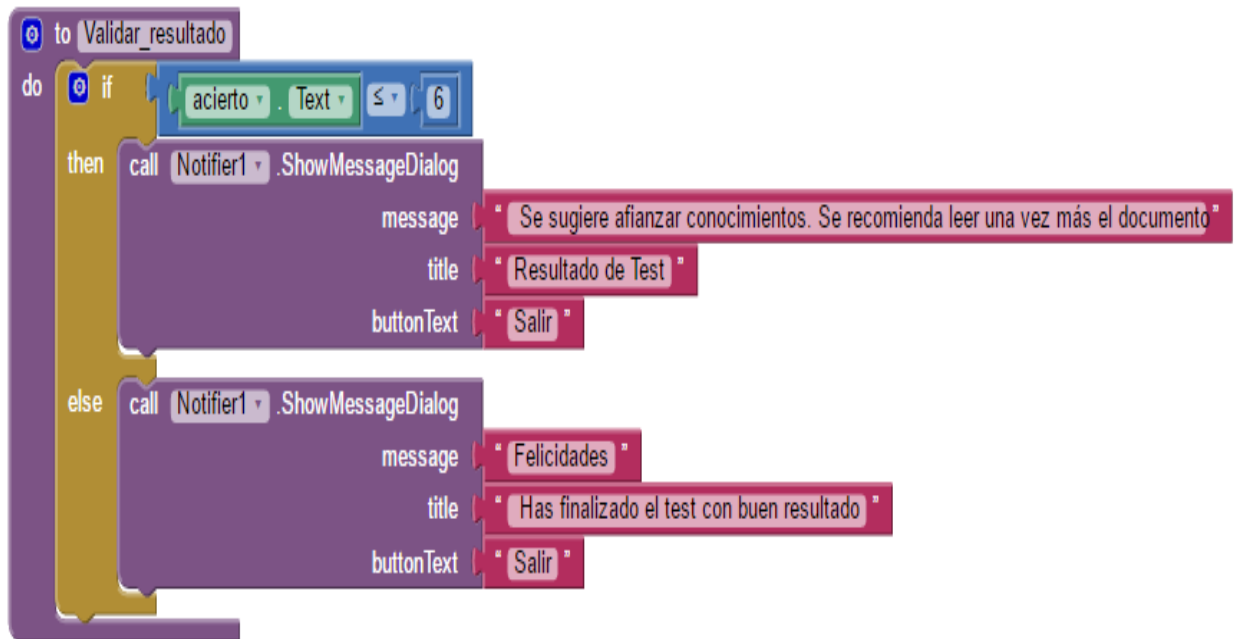 to Validar_resultado
do if acierto . Text ≤ 6
then call Notifier1 .ShowMessageDialog
message " Se sugiere afianzar conocimientos. Se recomienda leer una vez más el documento "
title " Resultado de Test "
buttonText " Salir "
else call Notifier1 .ShowMessageDialog
message " Felicidades "
title " Has finalizado el test con buen resultado "
buttonText " Salir "